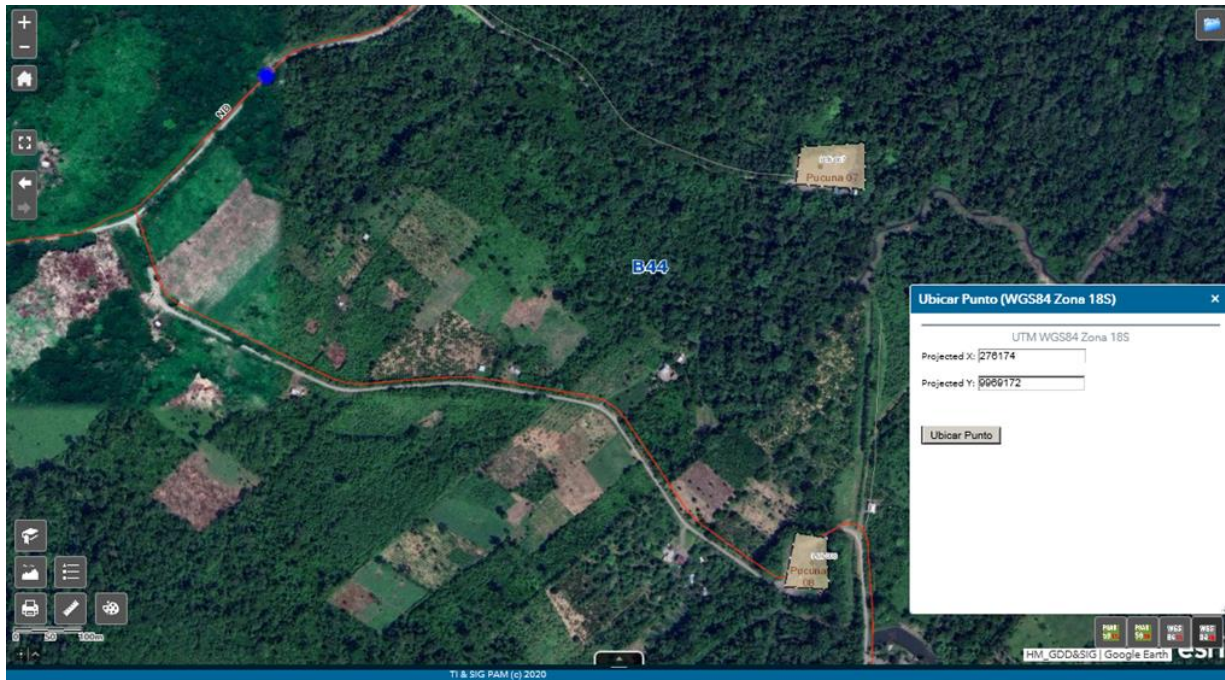 ND
Pucuna 07
B44
Ubicar Punto (WGS84 Zona 18S)
×
UTM WGS84 Zona 18S
Projected X: 276174
Projected Y: 9969172
Ubicar Punto
Pucuna
08
0 50 100m
HM_GDD&SIG | Google Earth
esri
TI & SIG PAM (c) 2020